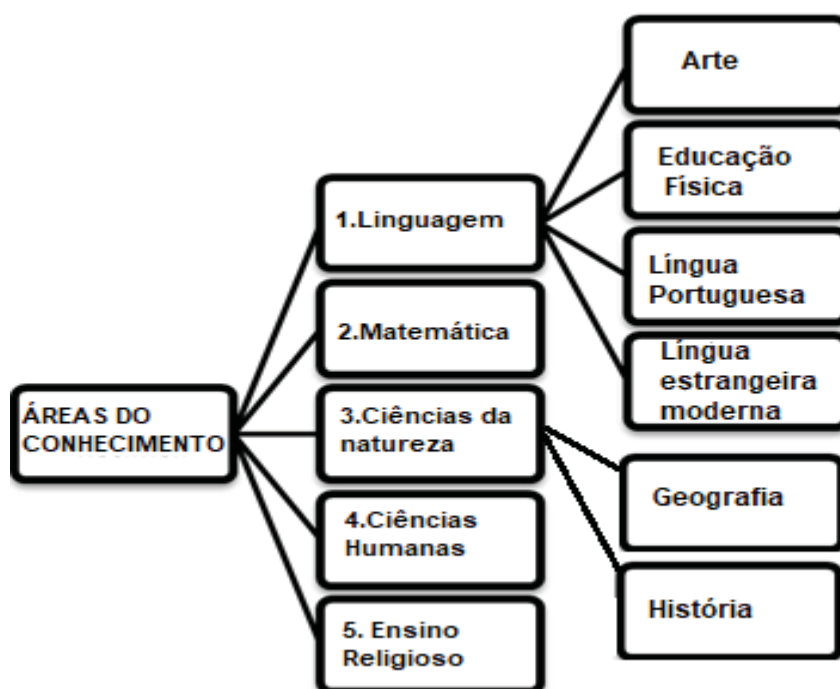 ÁREAS DO
CONHECIMENTO
1.Linguagem
2.Matemática
3.Ciências da
natureza
4.Ciências
Humanas
5. Ensino
Religioso
Arte
Educação
Física
Língua
Portuguesa
Língua
estrangeira
moderna
Geografia
História